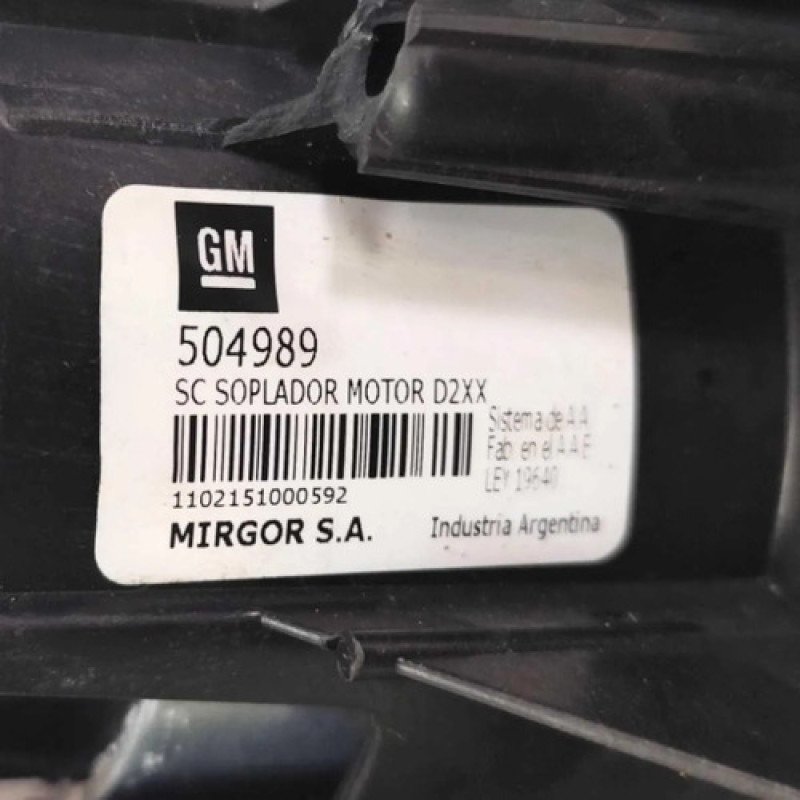 GM
504989
SC SOPLADOR MOTOR D2XX
Sistema de A.A.
Fab. en el A.A.E
LEY 19640
1102151000592
MIRGOR S.A.
Industria Argentina